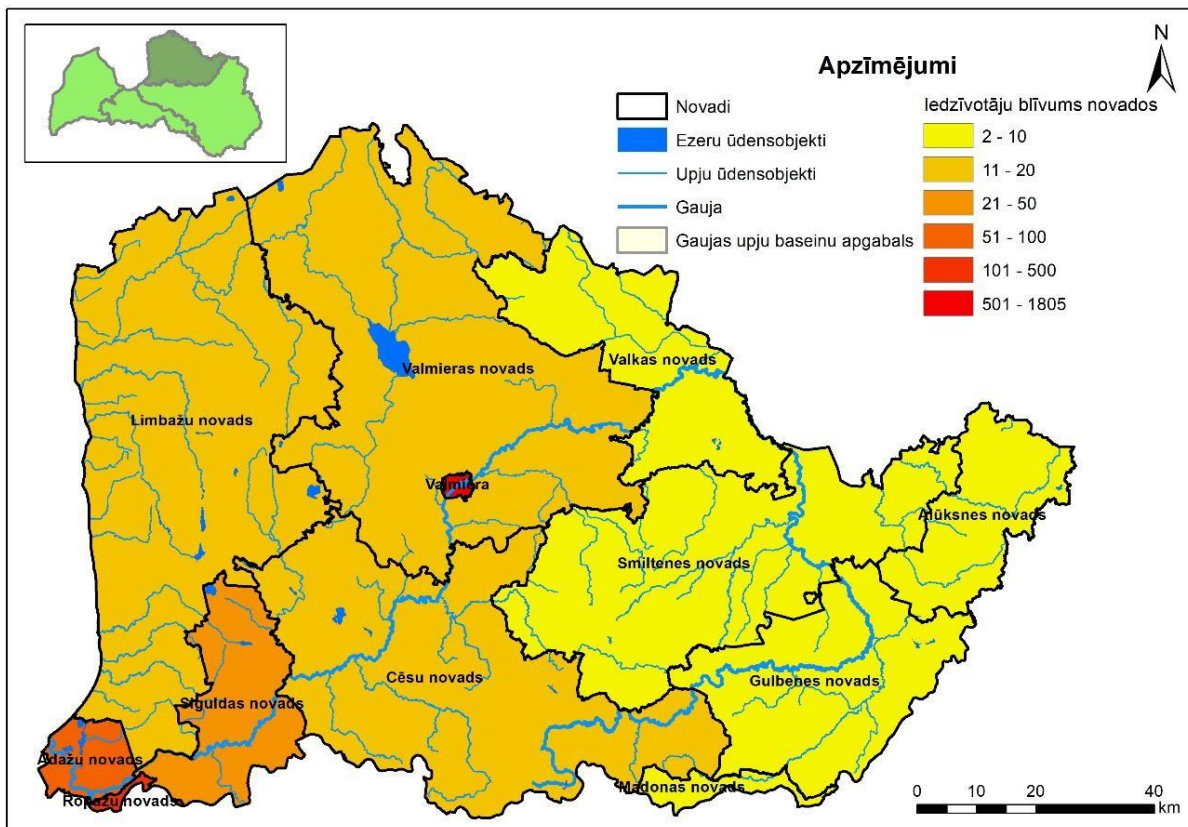 N
Apzīmējumi
Novadi
Ezeru ūdensobjekti
Upju ūdensobjekti
Gauja
Gaujas upju baseinu apgabals
Iedzīvotāju blīvums novados
2 - 10
11 - 20
21 - 50
51 - 100
101 - 500
501 - 1805
Valkas novads
Valmieras novads
Limbažu novads
Valmiera
Alūksnes novads
Smiltenes novads
Cēsu novads
Gulbenes novads
Siguldas novads
Ādažu novads
Madonas novads
Ropažu novads
0 10 20 40
km